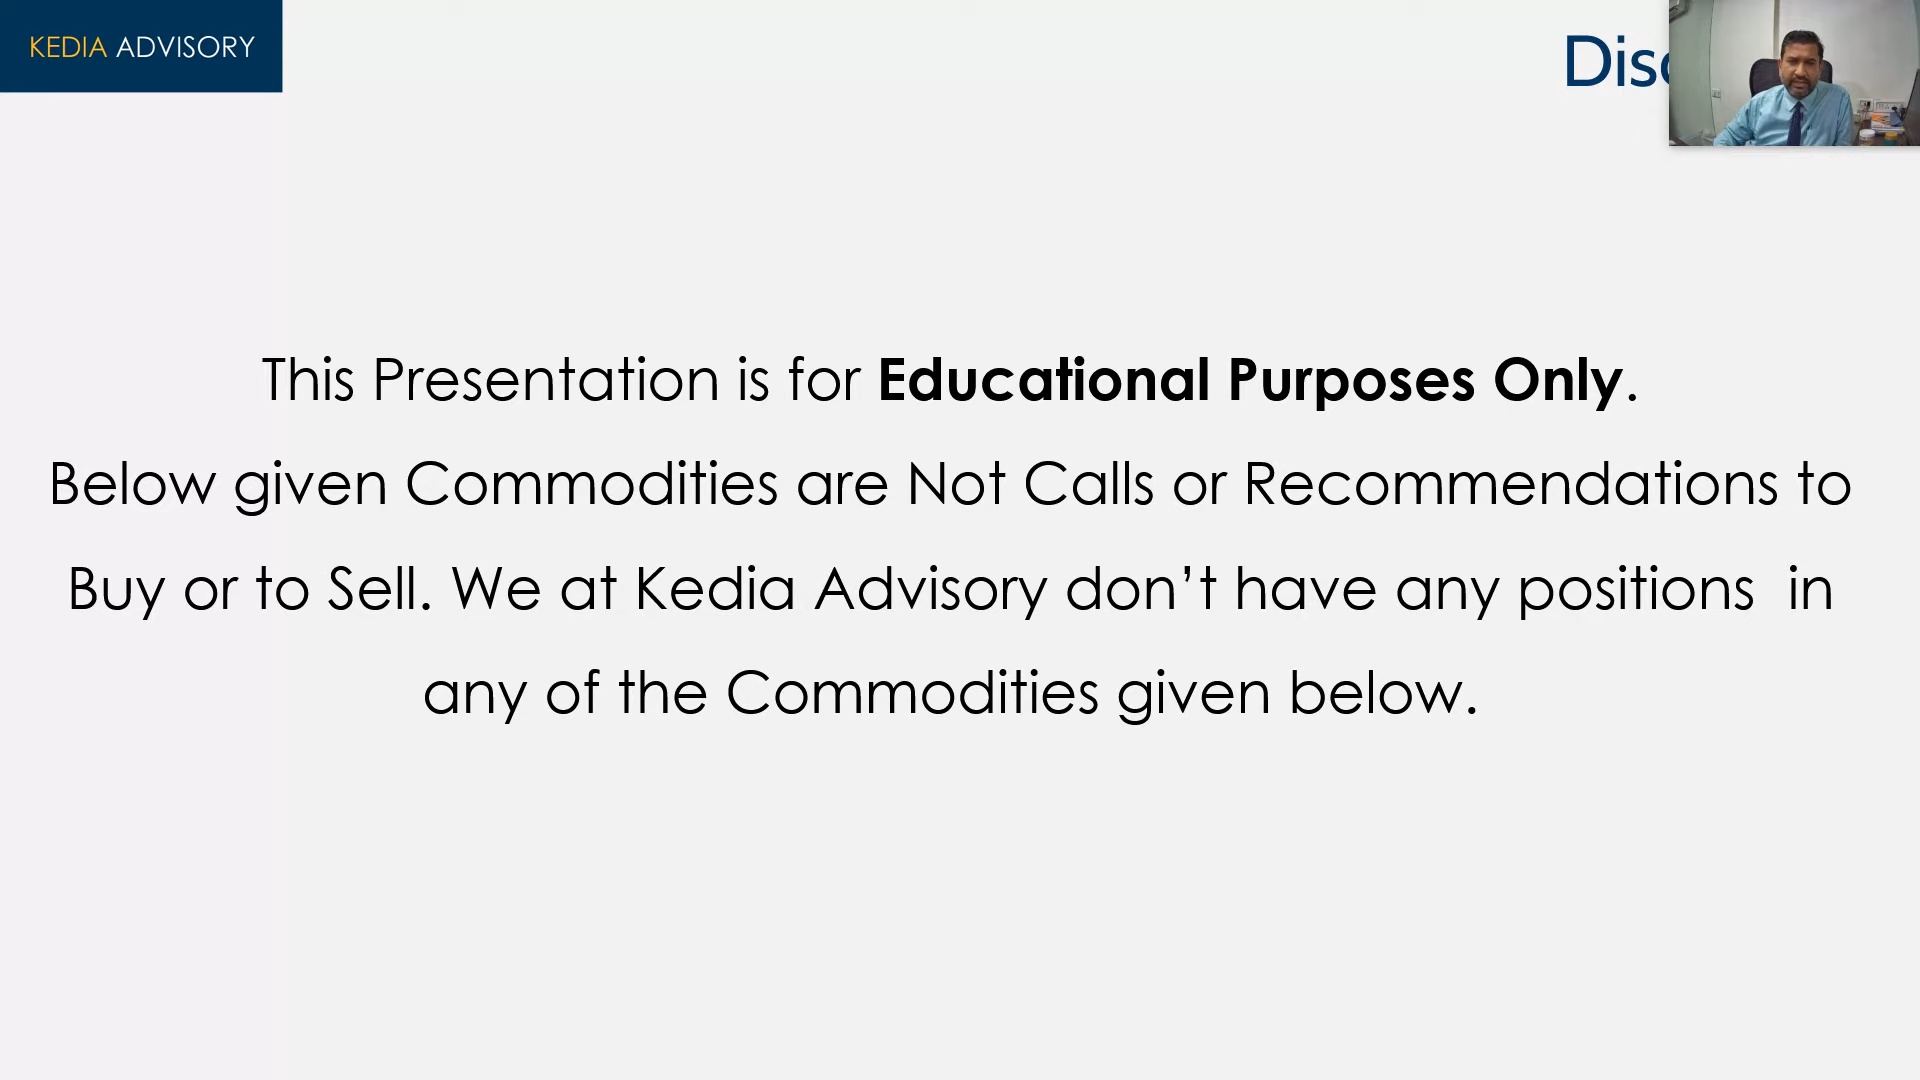 KEDIA ADVISORY
This Presentation is for Educational Purposes Only.
Below given Commodities are Not Calls or Recommendations to
Buy or to Sell. We at Kedia Advisory don’t have any positions  in
any of the Commodities given below.